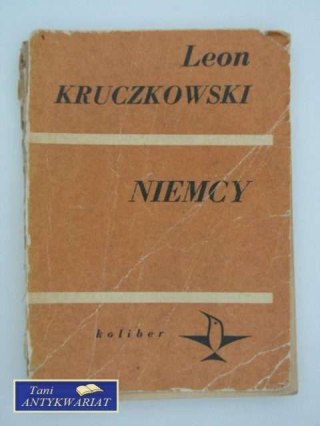 Leon
KRUCZKOWSKI
NIEMCY
koliber
Tani
ANTYKWARIAT